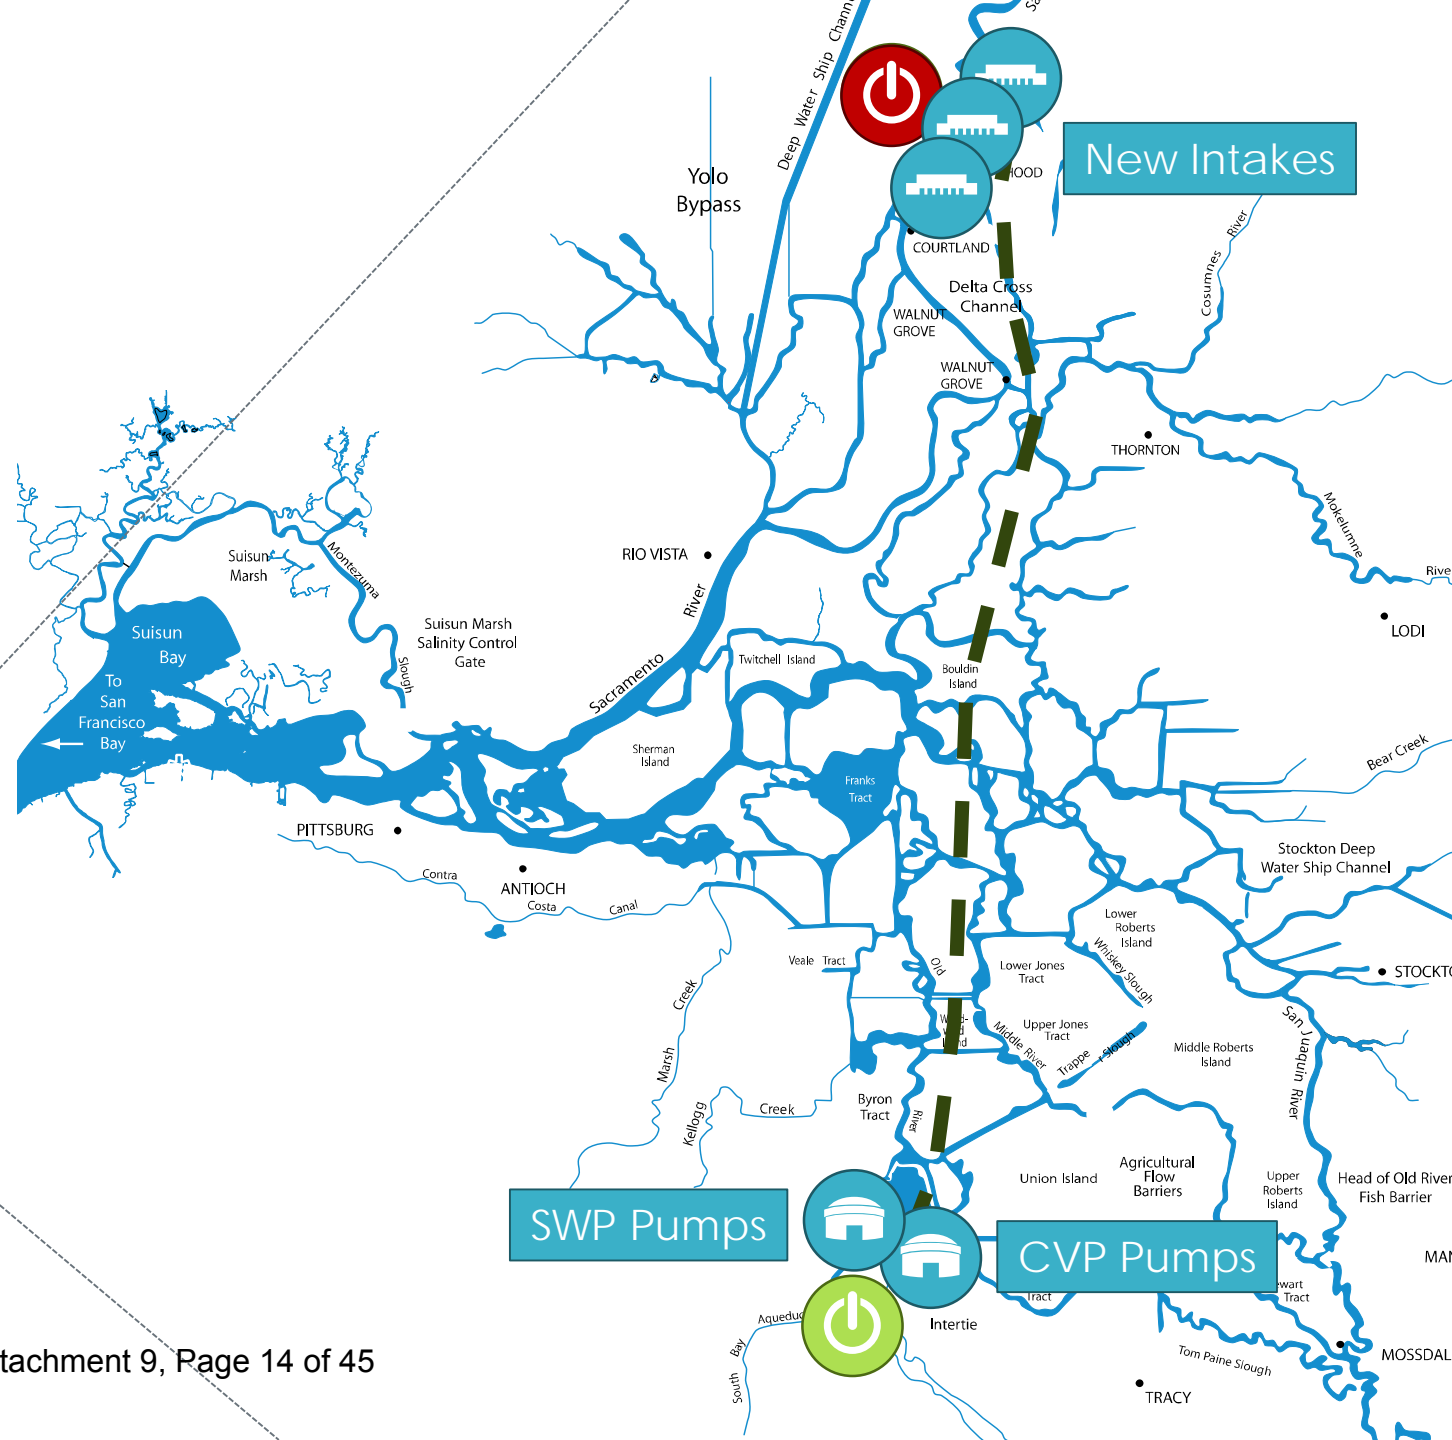 Deep Water Ship Chann
Sa
HOOD
New Intakes
Yolo
Bypass
COURTLAND
Cosumnes River
Delta Cross
Channel
WALNUT
GROVE
WALNUT
GROVE
THORNTON
Mokelumne
Rive
LODI
RIO VISTA
Suisun
Marsh
Montezuma
Slough
Suisun Marsh
Salinity Control
Gate
Suisun
Bay
To
San
Francisco
Bay
Sacramento
River
Twitchell Island
Bouldin
Island
Sherman
Island
Franks
Tract
Bear Creek
PITTSBURG
ANTIOCH
Contra
Costa
Canal
Stockton Deep
Water Ship Channel
Lower
Roberts
Island
Whiskey Slough
Veale Tract
Old
Lower Jones
Tract
STOCKTO
Marsh
Creek
Upper Jones
Tract
Middle River
Trappe
r Slough
Middle Roberts
Island
San Juaquin River
Kellogg
Creek
Byron
Tract
River
Union Island
Agricultural
Flow
Barriers
Upper
Roberts
Island
Head of Old River
Fish Barrier
SWP Pumps
CVP Pumps
MAN
ewart
Tract
Tract
Intertie
South Bay
Aqueduc
Tom Paine Slough
MOSSDAL
TRACY
tachment 9, Page 14 of 45